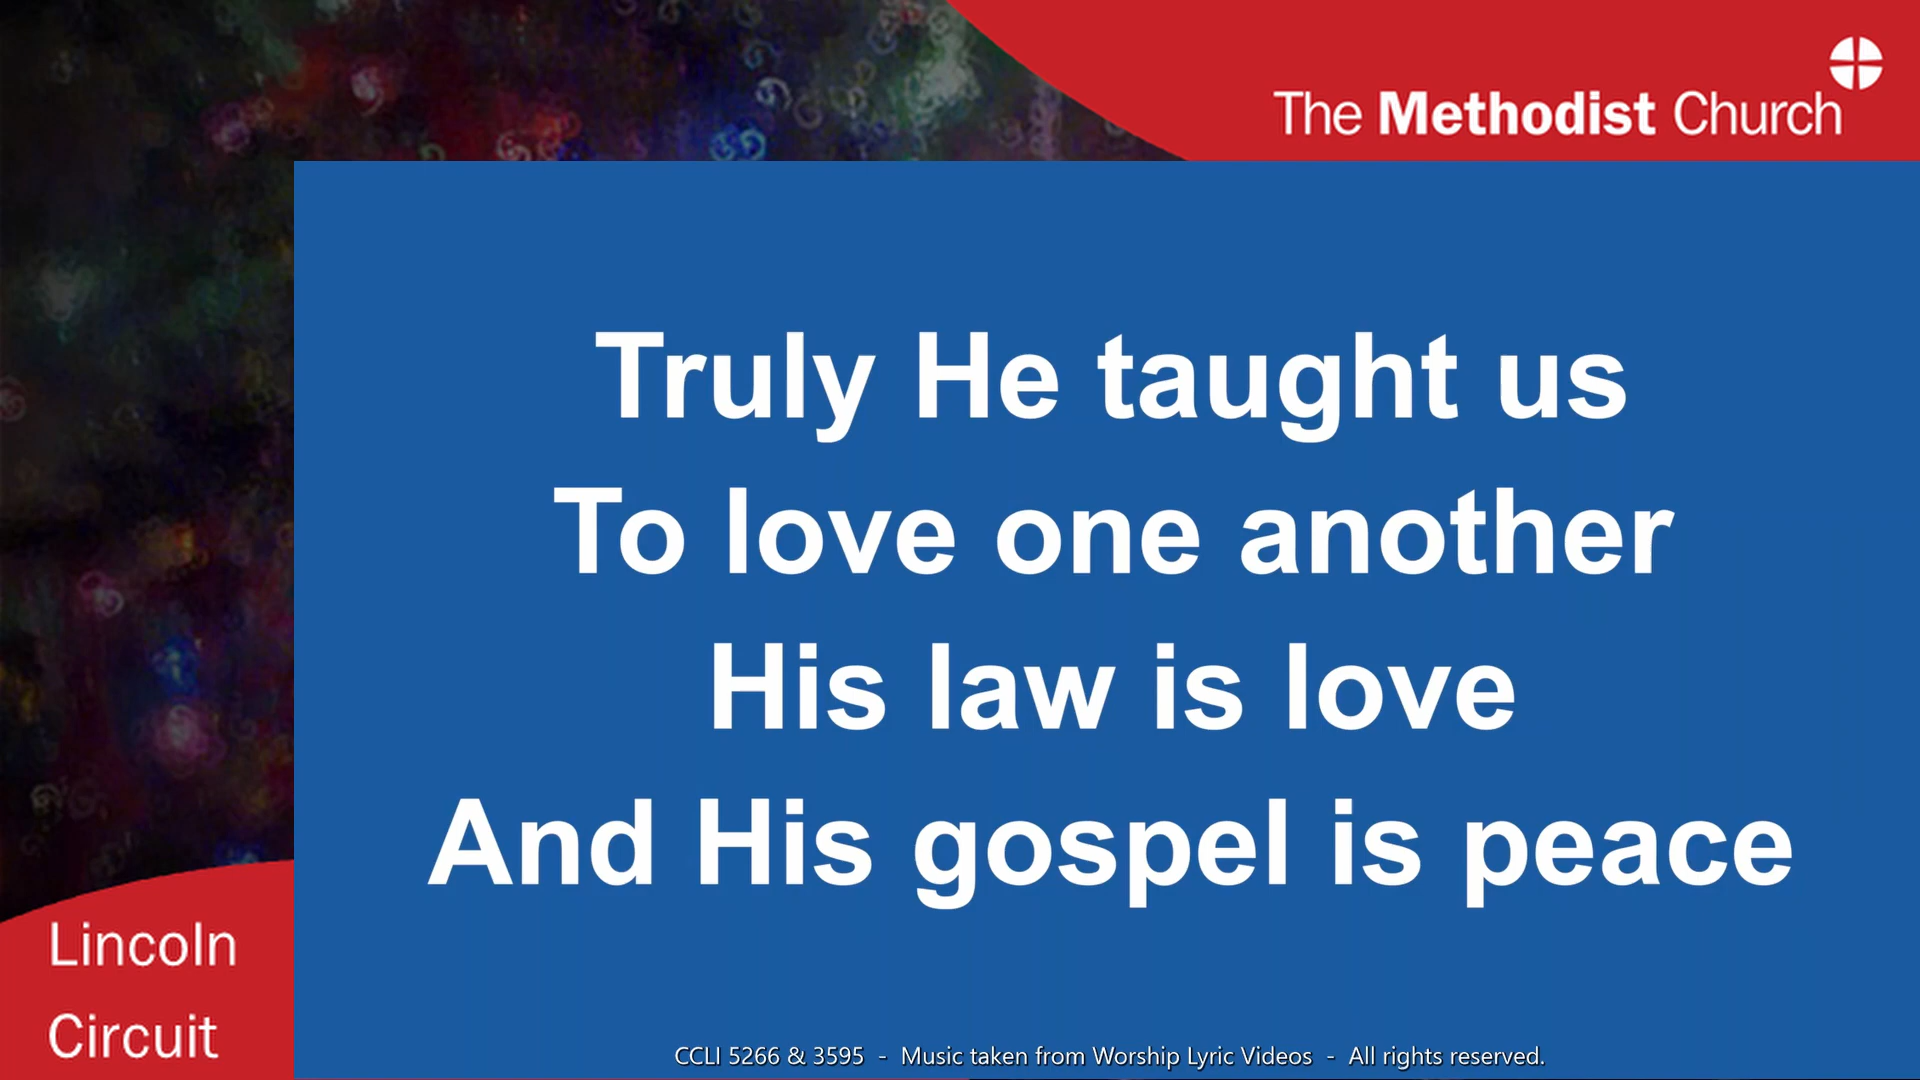 The Methodist Church
Truly He taught us
To love one another
His law is love
And His gospel is peace
Lincoln
Circuit
CCLI 5266 & 3595 - Music taken from Worship Lyric Videos - All rights reserved.